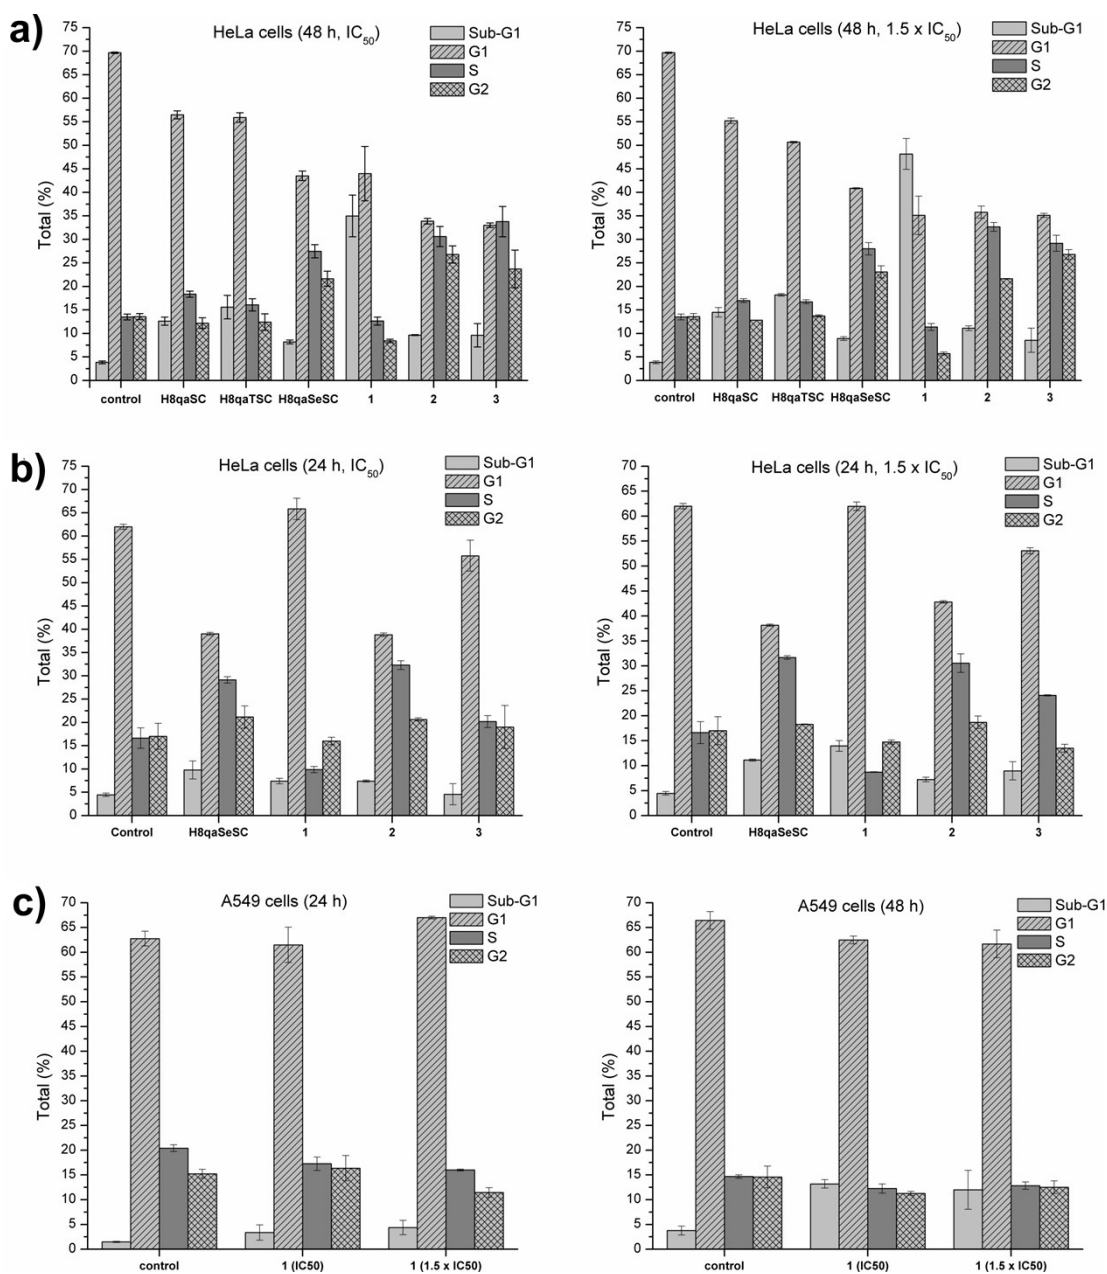 a)
HeLa cells (48 h, IC50)
Sub-G1
G1
S
G2
Total (%)
75
70
65
60
55
50
45
40
35
30
25
20
15
10
5
0
control H8qaSC H8qaTSC H8qaSeSC 1 2 3
HeLa cells (48 h, 1.5 x IC50)
Sub-G1
G1
S
G2
Total (%)
75
70
65
60
55
50
45
40
35
30
25
20
15
10
5
0
control H8qaSC H8qaTSC H8qaSeSC 1 2 3
b)
HeLa cells (24 h, IC50)
Sub-G1
G1
S
G2
Total (%)
75
70
65
60
55
50
45
40
35
30
25
20
15
10
5
0
Control H8qaSeSC 1 2 3
HeLa cells (24 h, 1.5 x IC50)
Sub-G1
G1
S
G2
Total (%)
70
65
60
55
50
45
40
35
30
25
20
15
10
5
0
Control H8qaSeSC 1 2 3
c)
A549 cells (24 h)
Sub-G1
G1
S
G2
Total (%)
70
65
60
55
50
45
40
35
30
25
20
15
10
5
0
control 1 (IC50) 1 (1.5 x IC50)
A549 cells (48 h)
Sub-G1
G1
S
G2
Total (%)
70
65
60
55
50
45
40
35
30
25
20
15
10
5
0
control 1 (IC50) 1 (1.5 x IC50)